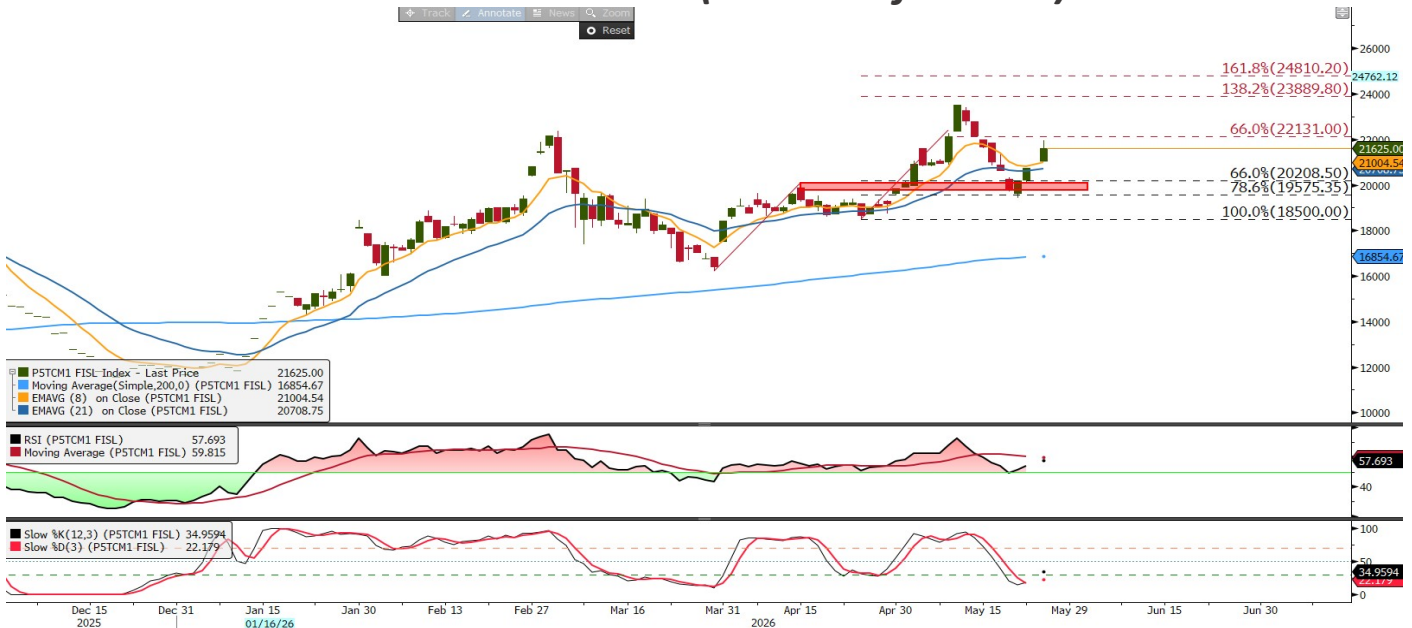 Track Annotate News Zoom
Reset
26000
161.8%(24810.20)
24762.12
138.2%(23889.80)
24000
66.0%(22131.00)
22000
21625.00
21004.54
66.0%(20208.50)
20000
78.6%(19575.35)
100.0%(18500.00)
18000
16854.67
16000
14000
12000
10000
P5TCM1 FISL Index - Last Price 21625.00
Moving Average(Simple,200,0) (P5TCM1 FISL) 16854.67
EMAVG (8) on Close (P5TCM1 FISL) 21004.54
EMAVG (21) on Close (P5TCM1 FISL) 20708.75
RSI (P5TCM1 FISL) 57.693
Moving Average (P5TCM1 FISL) 59.815
57.693
40
Slow %K(12,3) (P5TCM1 FISL) 34.9594
Slow %D(3) (P5TCM1 FISL) 22.179
100
50
34.9594
22.179
0
Dec 15 Dec 31 Jan 15 Jan 30 Feb 13 Feb 27 Mar 16 Mar 31 Apr 15 Apr 30 May 15 May 29 Jun 15 Jun 30
2025 01/16/26 2026